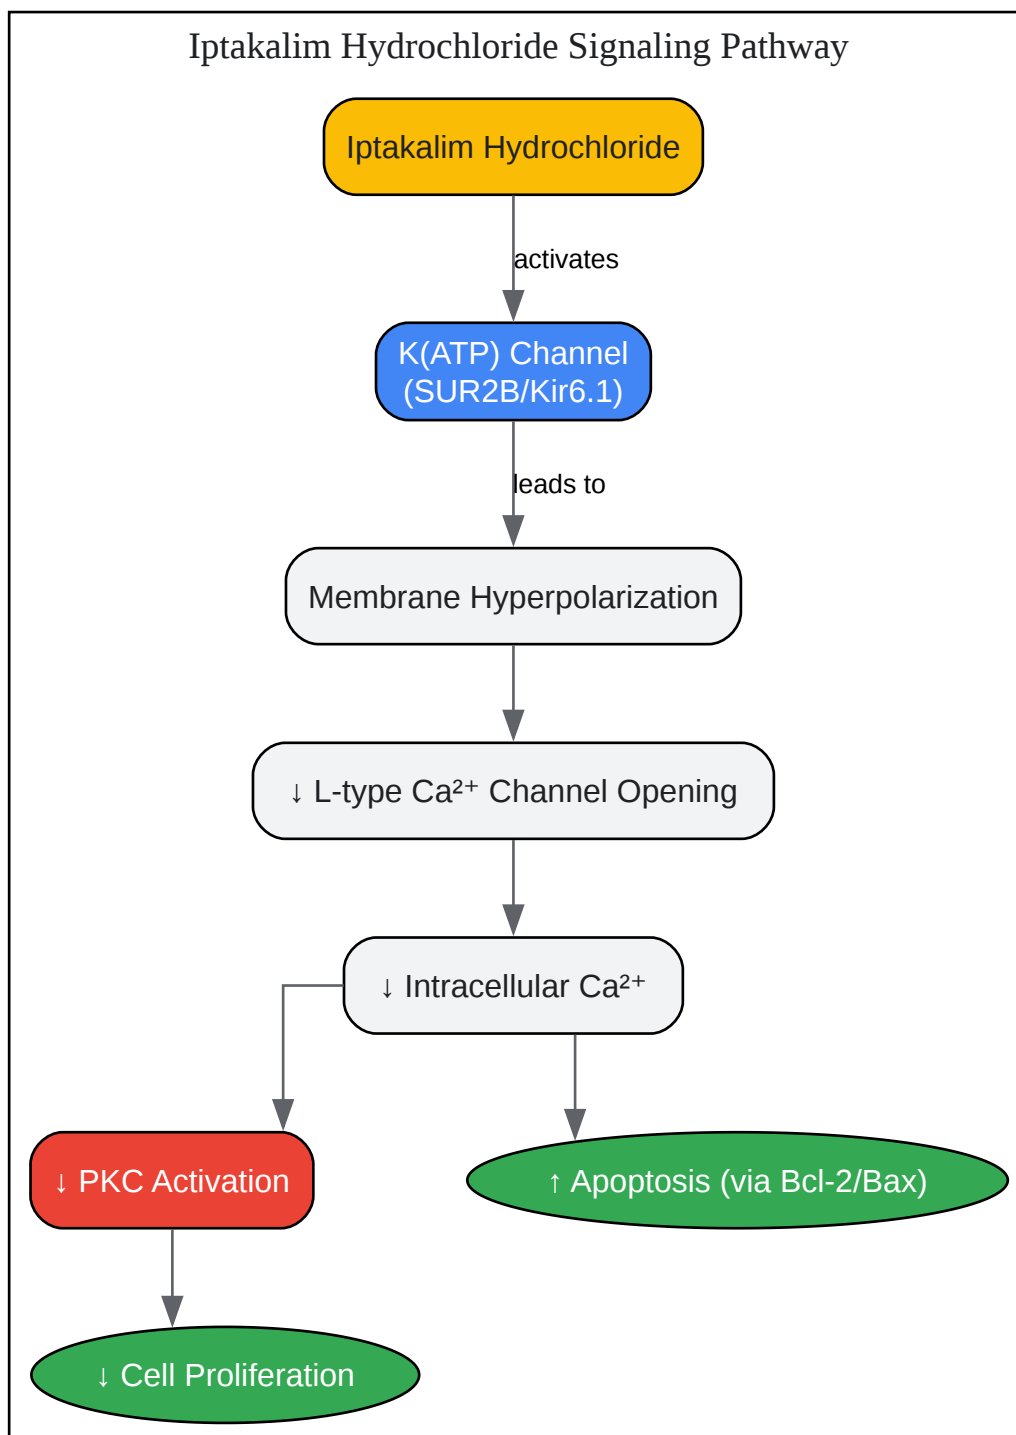 Iptakalim Hydrochloride Signaling Pathway
Iptakalim Hydrochloride
activates
K(ATP) Channel
(SUR2B/Kir6.1)
leads to
Membrane Hyperpolarization
↓ L-type Ca²⁺ Channel Opening
↓ Intracellular Ca²⁺
↓ PKC Activation
↑ Apoptosis (via Bcl-2/Bax)
↓ Cell Proliferation